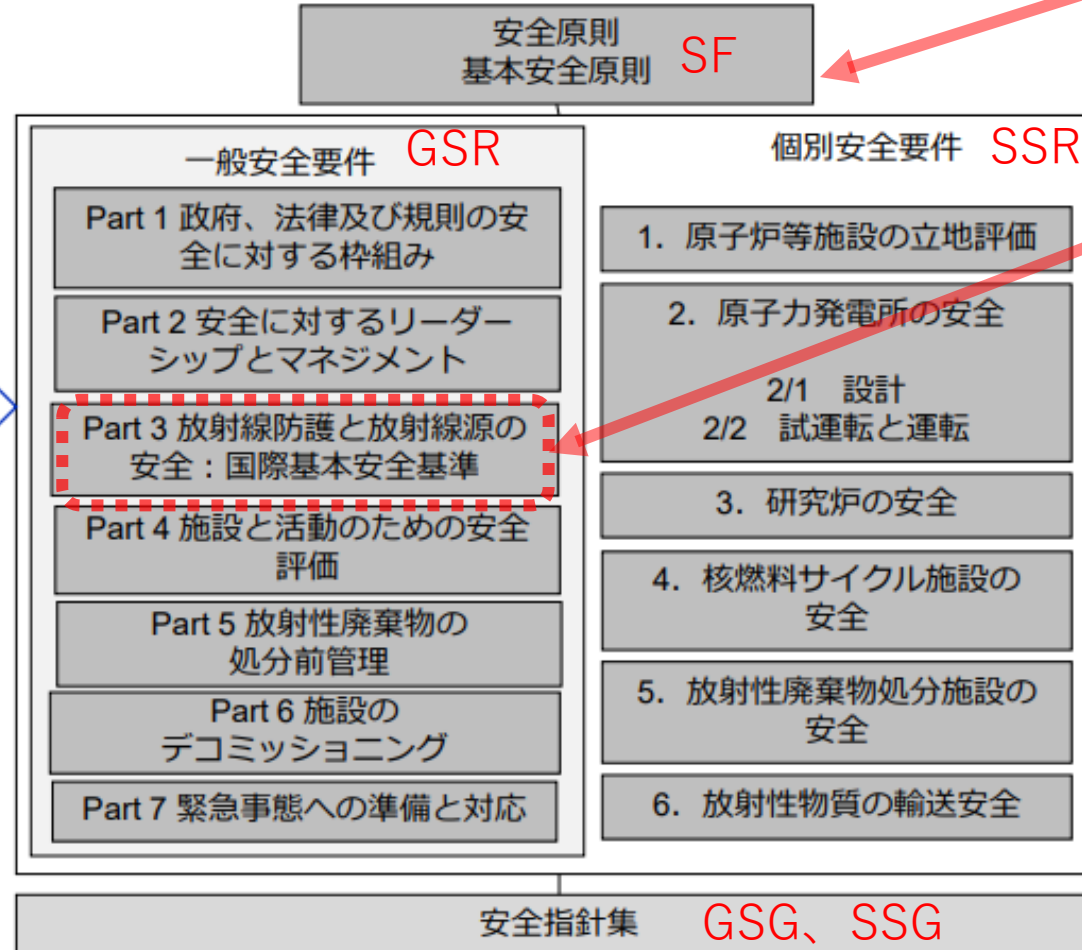 安全原則
基本安全原則 SF
一般安全要件 GSR
Part 1 政府、法律及び規則の安
全に対する枠組み
Part 2 安全に対するリーダー
シップとマネジメント
Part 3 放射線防護と放射線源の
安全：国際基本安全基準
Part 4 施設と活動のための安全
評価
Part 5 放射性廃棄物の
処分前管理
Part 6 施設の
デコミッショニング
Part 7 緊急事態への準備と対応
個別安全要件 SSR
1. 原子炉等施設の立地評価
2. 原子力発電所の安全
2/1 設計
2/2 試運転と運転
3. 研究炉の安全
4. 核燃料サイクル施設の
安全
5. 放射性廃棄物処分施設の
安全
6. 放射性物質の輸送安全
安全指針集 GSG、SSG